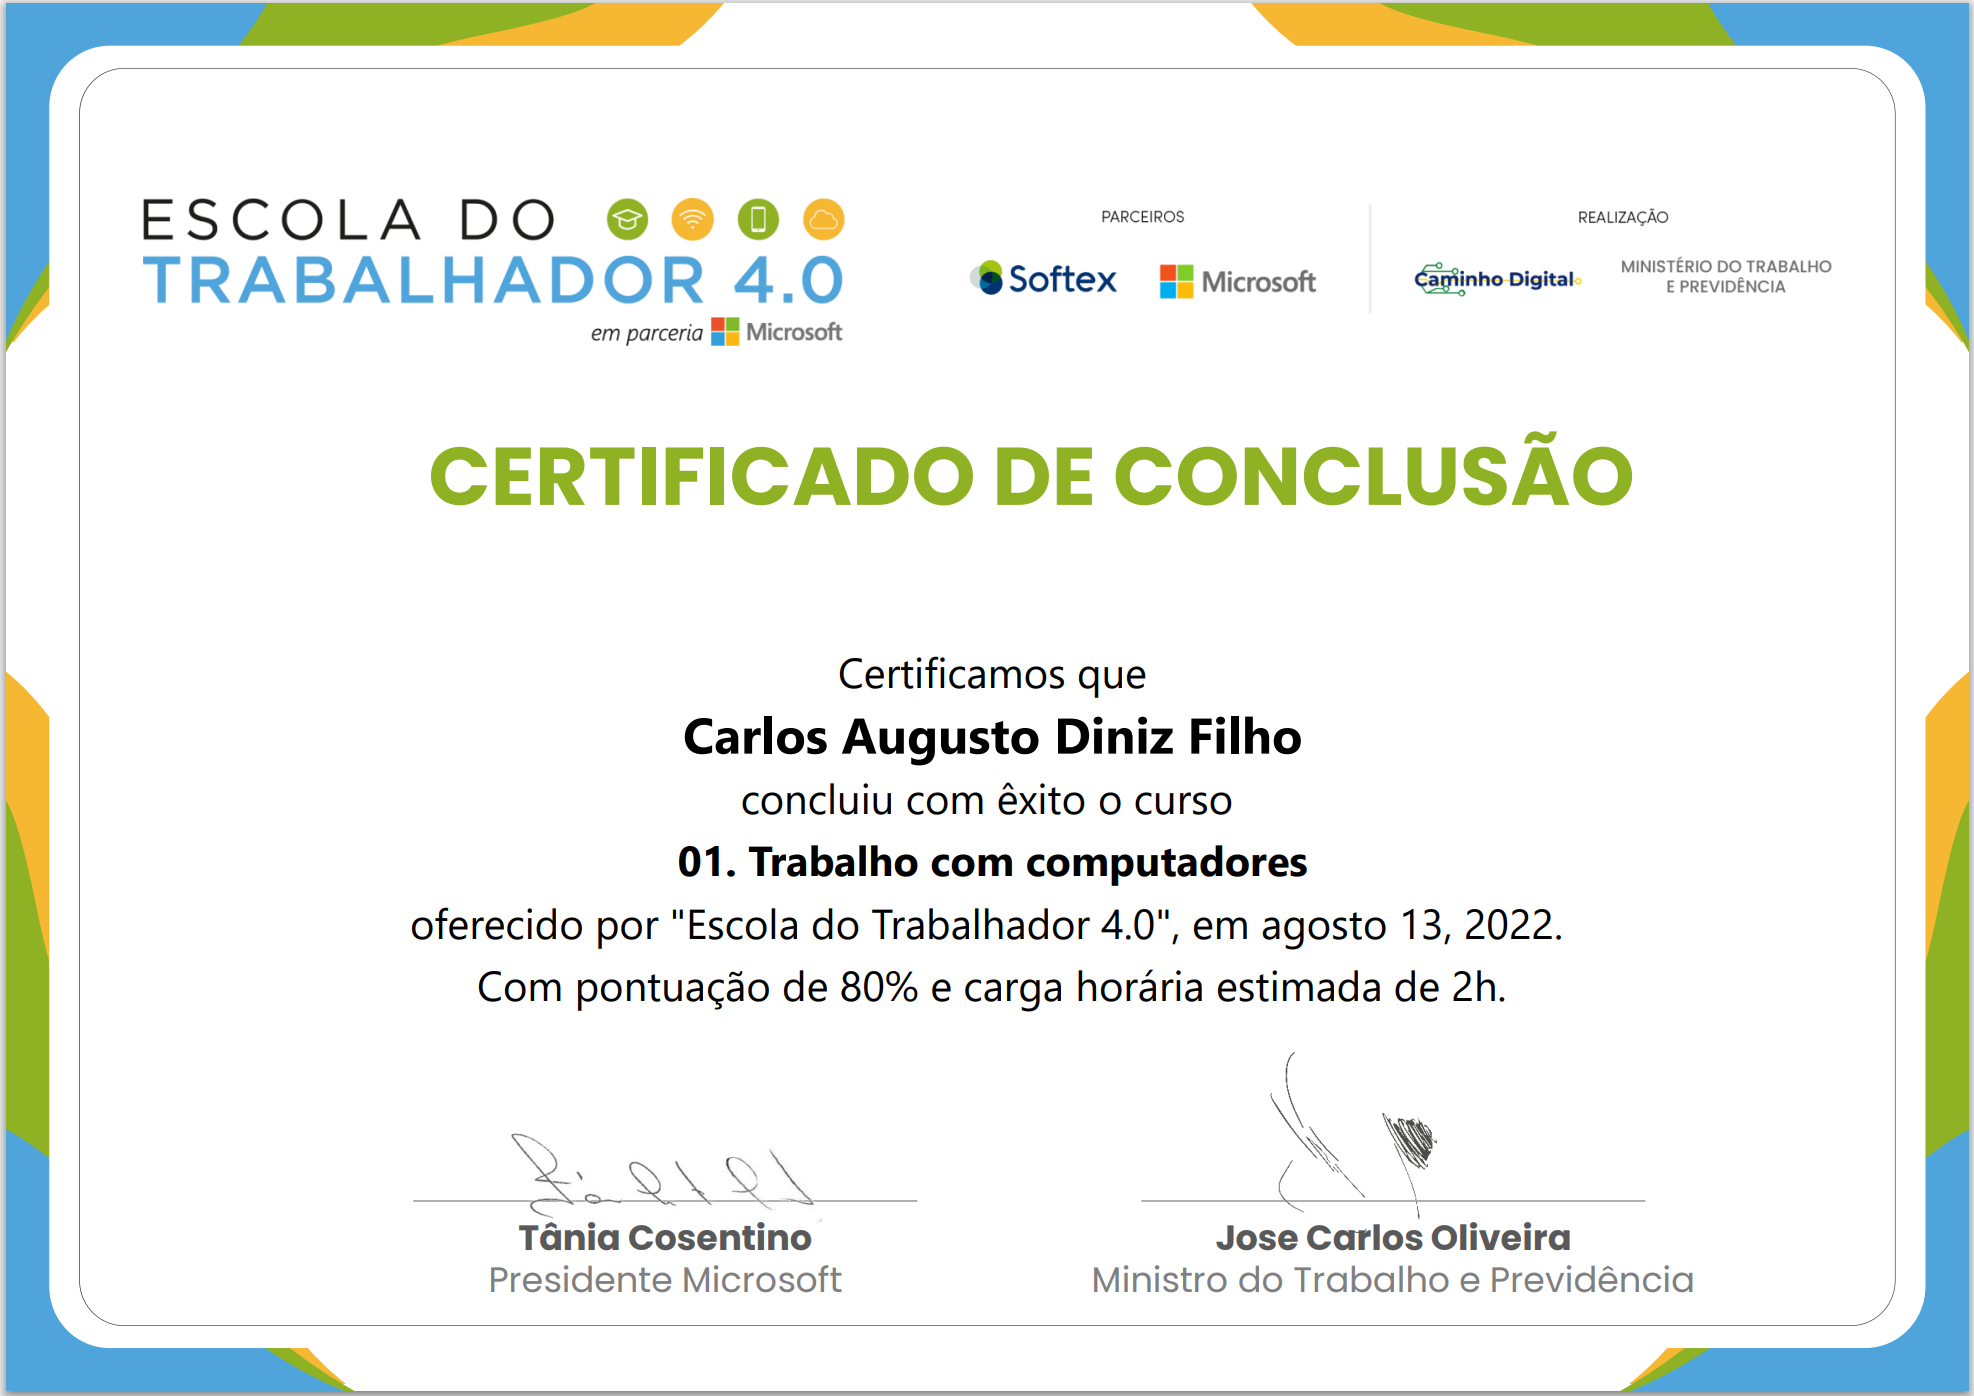 ESCOLA DO
TRABALHADOR 4.0
em parceria Microsoft
PARCEIROS
Softex Microsoft
REALIZAÇÃO
Caminho Digital
MINISTÉRIO DO TRABALHO
E PREVIDÊNCIA
CERTIFICADO DE CONCLUSÃO
Certificamos que
Carlos Augusto Diniz Filho
concluiu com êxito o curso
01. Trabalho com computadores
oferecido por "Escola do Trabalhador 4.0", em agosto 13, 2022.
Com pontuação de 80% e carga horária estimada de 2h.
Tânia Cosentino
Presidente Microsoft
Jose Carlos Oliveira
Ministro do Trabalho e Previdência